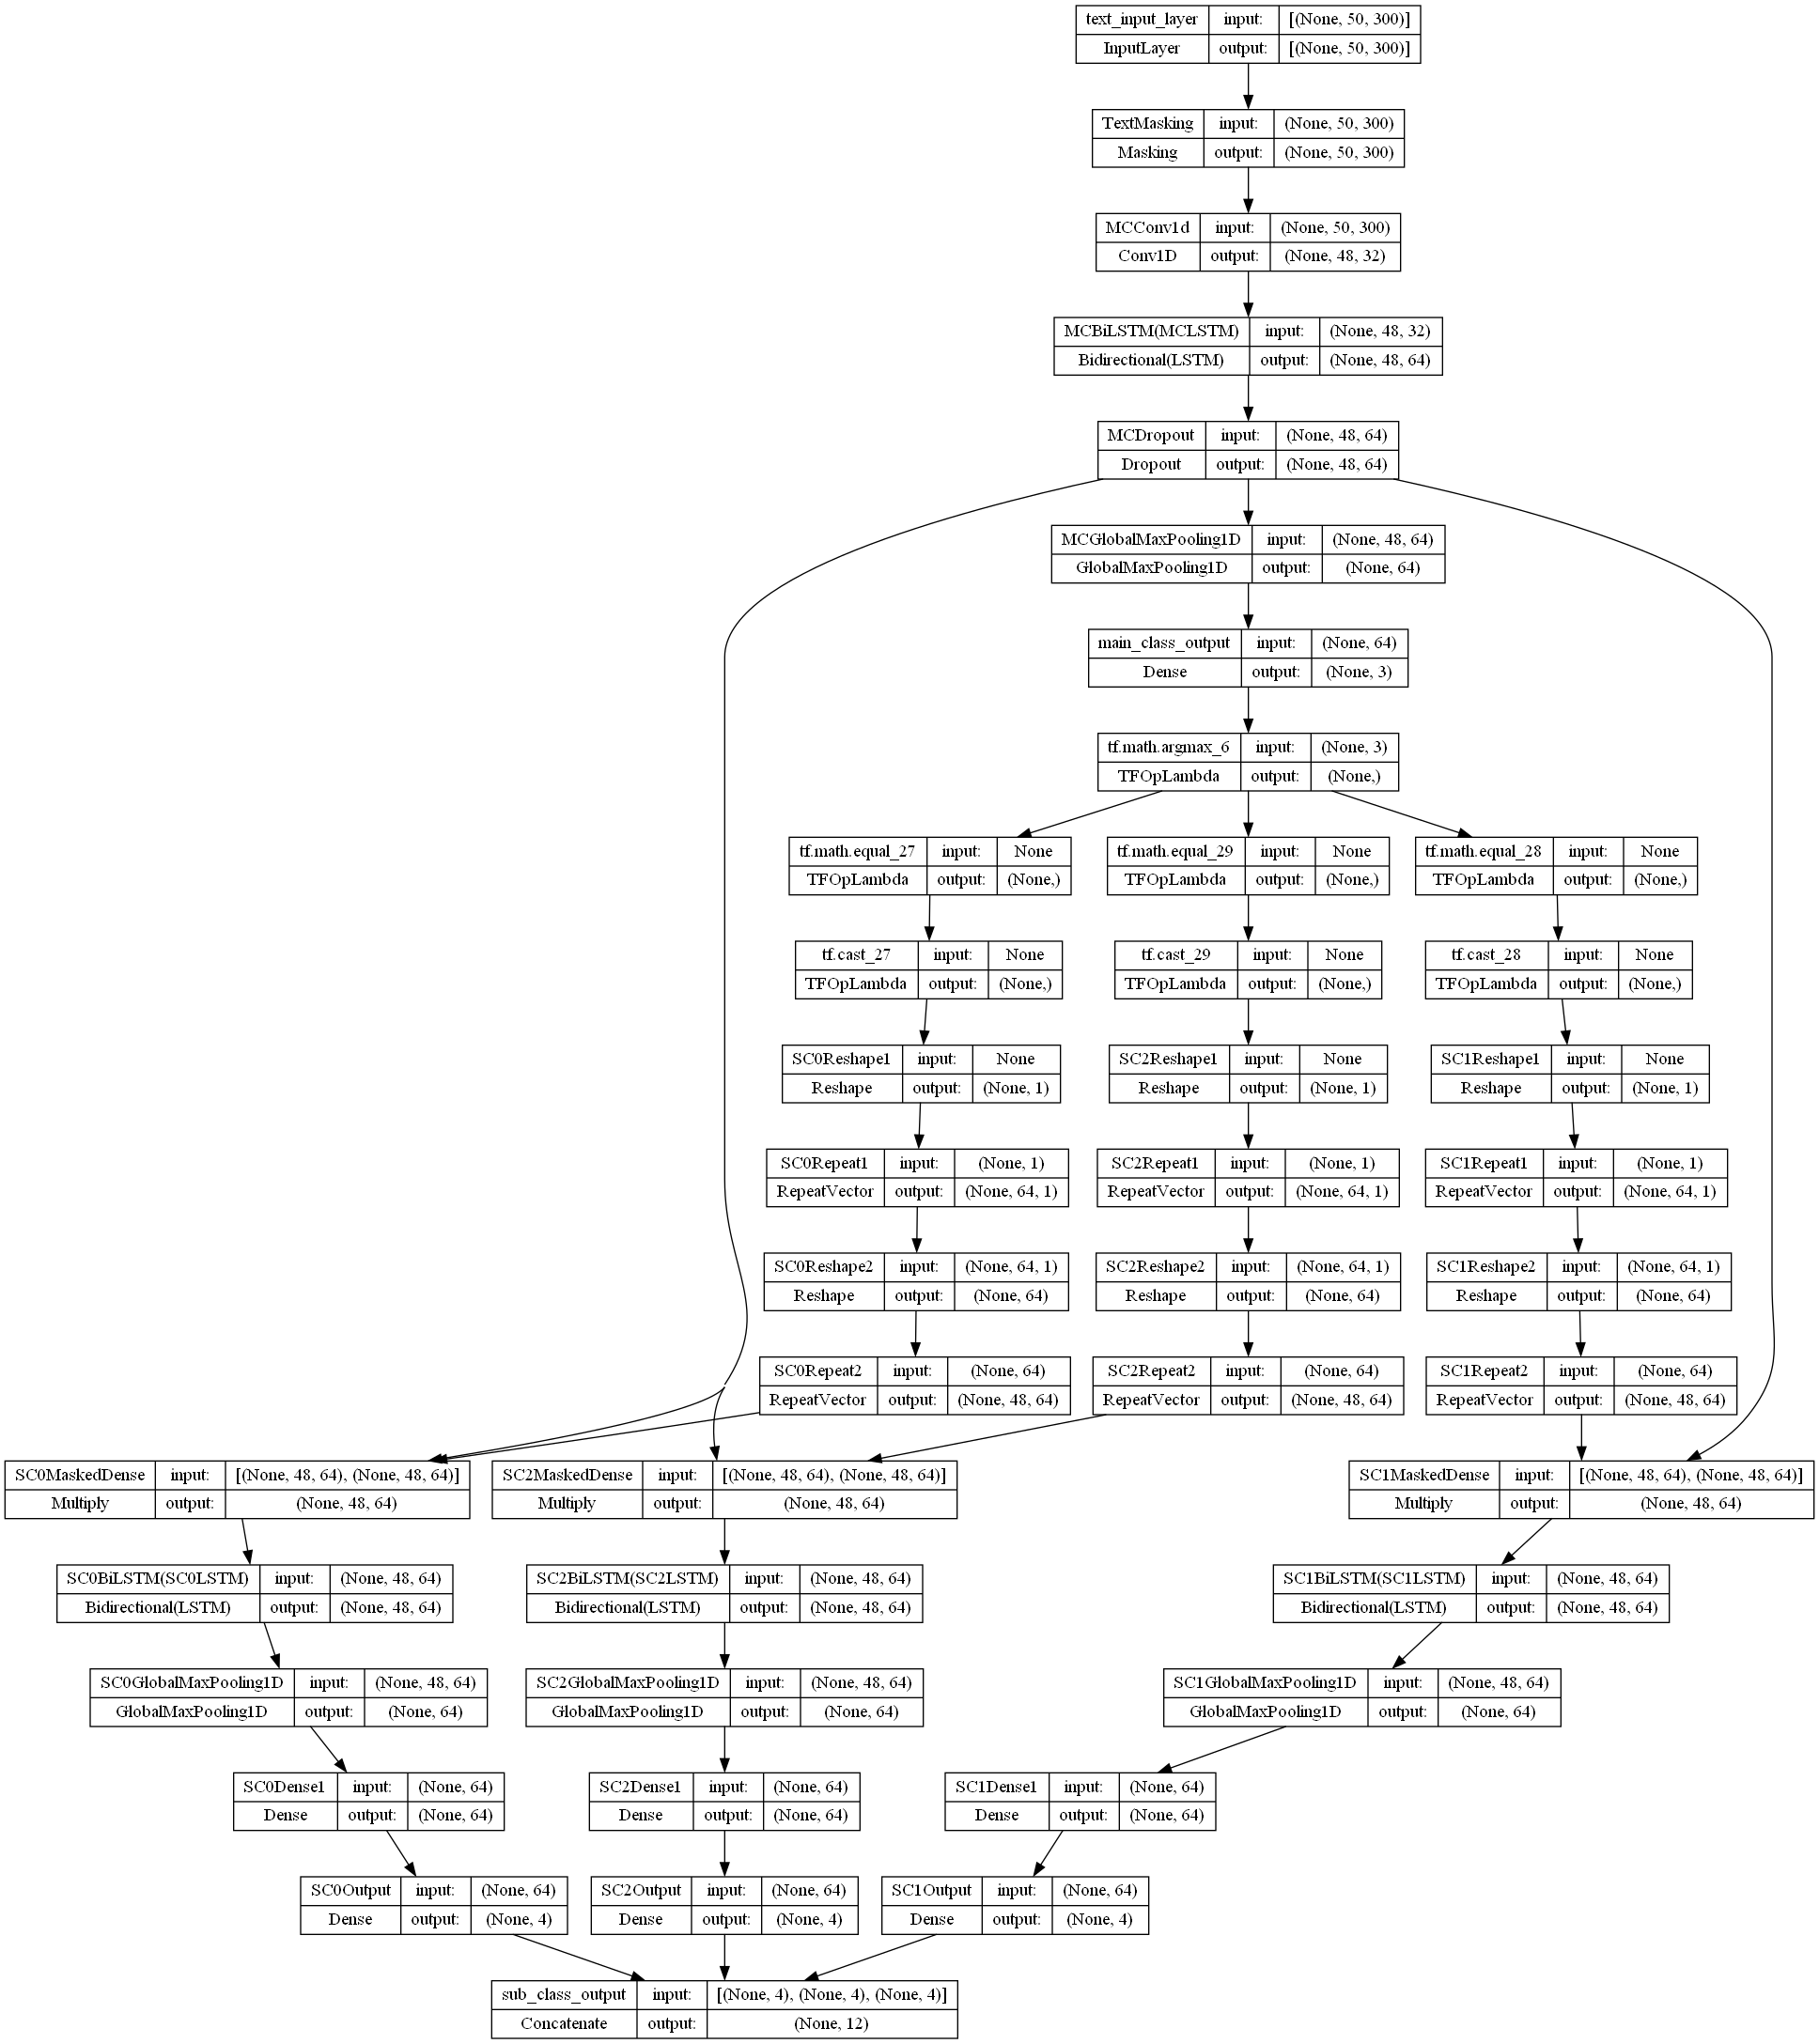 text_input_layer input: [(None, 50, 300)]
InputLayer output: [(None, 50, 300)]
TextMasking input: (None, 50, 300)
Masking output: (None, 50, 300)
MCConv1d input: (None, 50, 300)
Conv1D output: (None, 48, 32)
MCBiLSTM(MCLSTM) input: (None, 48, 32)
Bidirectional(LSTM) output: (None, 48, 64)
MCDropout input: (None, 48, 64)
Dropout output: (None, 48, 64)
MCGlobalMaxPooling1D input: (None, 48, 64)
GlobalMaxPooling1D output: (None, 64)
main_class_output input: (None, 64)
Dense output: (None, 3)
tf.math.argmax_6 input: (None, 3)
TFOpLambda output: (None,)
tf.math.equal_27 input: None tf.math.equal_29 input: None tf.math.equal_28 input: None
TFOpLambda output: (None,) TFOpLambda output: (None,) TFOpLambda output: (None,)
tf.cast_27 input: None tf.cast_29 input: None tf.cast_28 input: None
TFOpLambda output: (None,) TFOpLambda output: (None,) TFOpLambda output: (None,)
SC0Reshape1 input: None SC2Reshape1 input: None SC1Reshape1 input: None
Reshape output: (None, 1) Reshape output: (None, 1) Reshape output: (None, 1)
SC0Repeat1 input: (None, 1) SC2Repeat1 input: (None, 1) SC1Repeat1 input: (None, 1)
RepeatVector output: (None, 64, 1) RepeatVector output: (None, 64, 1) RepeatVector output: (None, 64, 1)
SC0Reshape2 input: (None, 64, 1) SC2Reshape2 input: (None, 64, 1) SC1Reshape2 input: (None, 64, 1)
Reshape output: (None, 64) Reshape output: (None, 64) Reshape output: (None, 64)
SC0Repeat2 input: (None, 64) SC2Repeat2 input: (None, 64) SC1Repeat2 input: (None, 64)
RepeatVector output: (None, 48, 64) RepeatVector output: (None, 48, 64) RepeatVector output: (None, 48, 64)
SC0MaskedDense input: [(None, 48, 64), (None, 48, 64)] SC2MaskedDense input: [(None, 48, 64), (None, 48, 64)] SC1MaskedDense input: [(None, 48, 64), (None, 48, 64)]
Multiply output: (None, 48, 64) Multiply output: (None, 48, 64) Multiply output: (None, 48, 64)
SC0BiLSTM(SC0LSTM) input: (None, 48, 64) SC2BiLSTM(SC2LSTM) input: (None, 48, 64) SC1BiLSTM(SC1LSTM) input: (None, 48, 64)
Bidirectional(LSTM) output: (None, 48, 64) Bidirectional(LSTM) output: (None, 48, 64) Bidirectional(LSTM) output: (None, 48, 64)
SC0GlobalMaxPooling1D input: (None, 48, 64) SC2GlobalMaxPooling1D input: (None, 48, 64) SC1GlobalMaxPooling1D input: (None, 48, 64)
GlobalMaxPooling1D output: (None, 64) GlobalMaxPooling1D output: (None, 64) GlobalMaxPooling1D output: (None, 64)
SC0Dense1 input: (None, 64) SC2Dense1 input: (None, 64) SC1Dense1 input: (None, 64)
Dense output: (None, 64) Dense output: (None, 64) Dense output: (None, 64)
SC0Output input: (None, 64) SC2Output input: (None, 64) SC1Output input: (None, 64)
Dense output: (None, 4) Dense output: (None, 4) Dense output: (None, 4)
sub_class_output input: [(None, 4), (None, 4), (None, 4)]
Concatenate output: (None, 12)